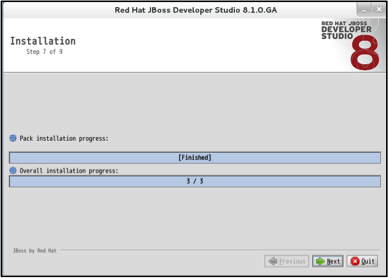 Red Hat JBoss Developer Studio 8.1.0.GA
Installation
Step 7 of 9
RED HAT JBOSS
DEVELOPER
STUDIO
8
Pack installation progress:
[Finished]
Overall installation progress:
3 / 3
JBoss by Red Hat
Previous Next Quit